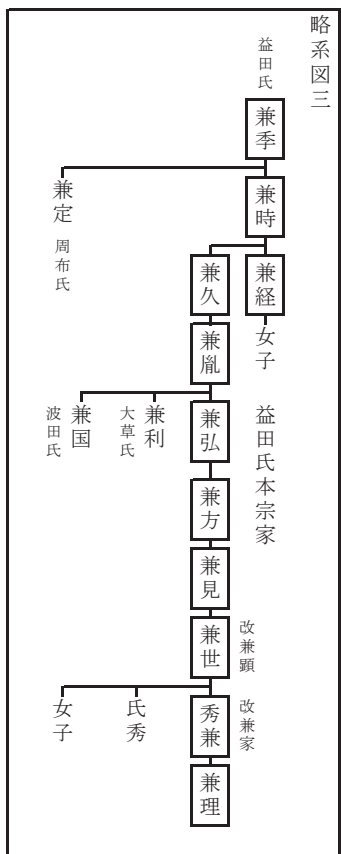 略系図三
益田氏
兼季
兼時
兼定
周布氏
兼経
兼久
女子
兼胤
益田氏本宗家
兼弘
兼利
大草氏
兼国
波田氏
兼方
兼見
改兼顕
兼世
改兼家
秀兼
氏秀
女子
兼理